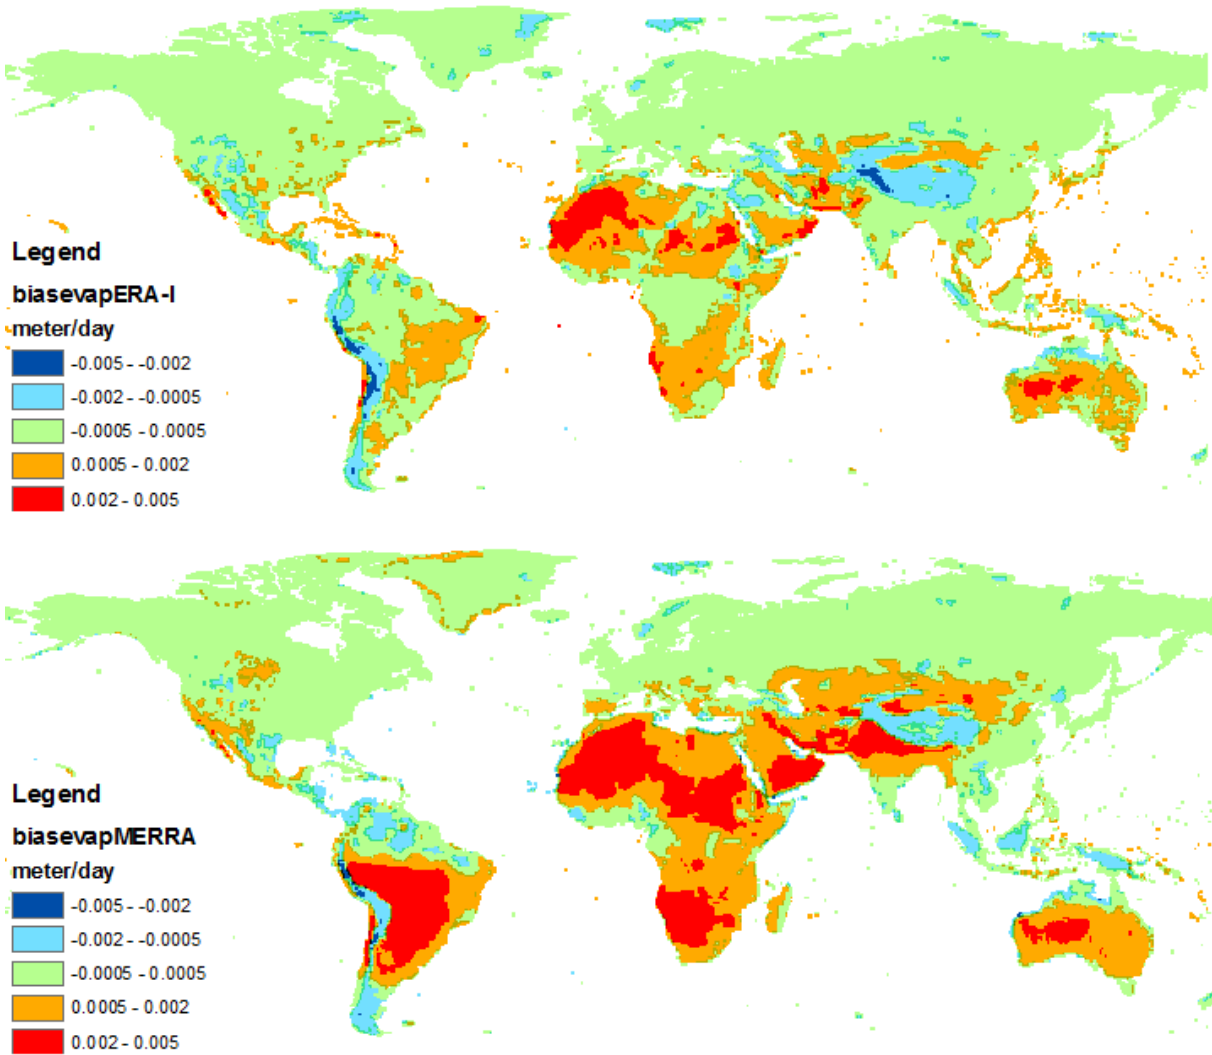 Legend
biasevapERA-I
meter/day
-0.005 - -0.002
-0.002 - -0.0005
-0.0005 - 0.0005
0.0005 - 0.002
0.002 - 0.005
Legend
biasevapMERRA
meter/day
-0.005 - -0.002
-0.002 - -0.0005
-0.0005 - 0.0005
0.0005 - 0.002
0.002 - 0.005